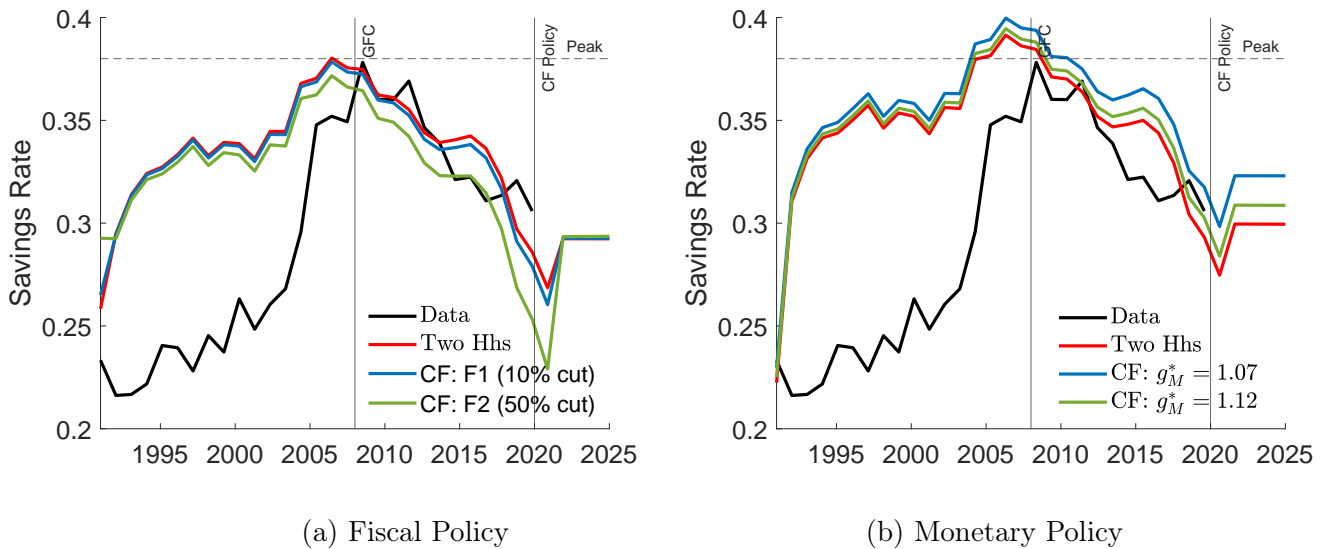 0.4
0.35
0.3
0.25
0.2
Savings Rate
GFC
CF Policy
Peak
Data
Two Hhs
CF: F1 (10% cut)
CF: F2 (50% cut)
1995 2000 2005 2010 2015 2020 2025
(a) Fiscal Policy
0.4
0.35
0.3
0.25
0.2
Savings Rate
GFC
CF Policy
Peak
Data
Two Hhs
CF: $g_M^* = 1.07$
CF: $g_M^* = 1.12$
1995 2000 2005 2010 2015 2020 2025
(b) Monetary Policy